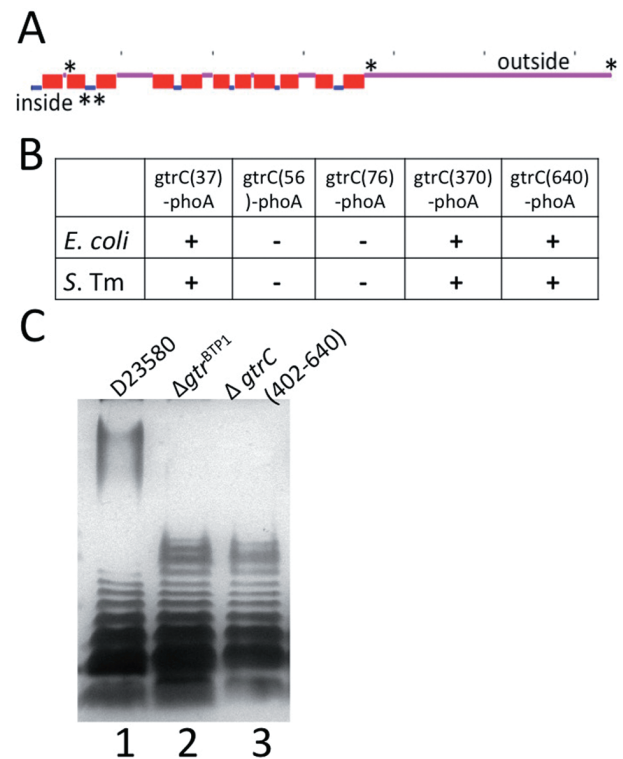 A
*
*
outside
*
inside **
B
gtrC(37) gtrC(56 gtrC(76) gtrC(370) gtrC(640)
-phoA )-phoA -phoA -phoA -phoA
E. coli + - - + +
S. Tm + - - + +
C
D23580
Δgtr^BTP1
Δ gtrC
(402-640)
1 2 3